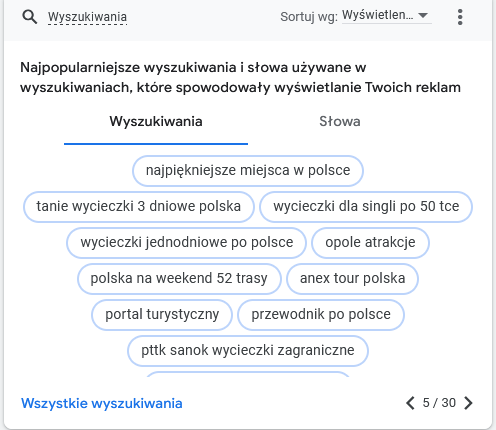 Wyszukiwania Sortuj wg: Wyświetlen...
Najpopularniejsze wyszukiwania i słowa używane w
wyszukiwaniach, które spowodowały wyświetlanie Twoich reklam
Wyszukiwania Słowa
najpiękniejsze miejsca w polsce
tanie wycieczki 3 dniowe polska wycieczki dla singli po 50 tce
wycieczki jednodniowe po polsce opole atrakcje
polska na weekend 52 trasy anex tour polska
portal turystyczny przewodnik po polsce
pttk sanok wycieczki zagraniczne
Wszystkie wyszukiwania 5 / 30